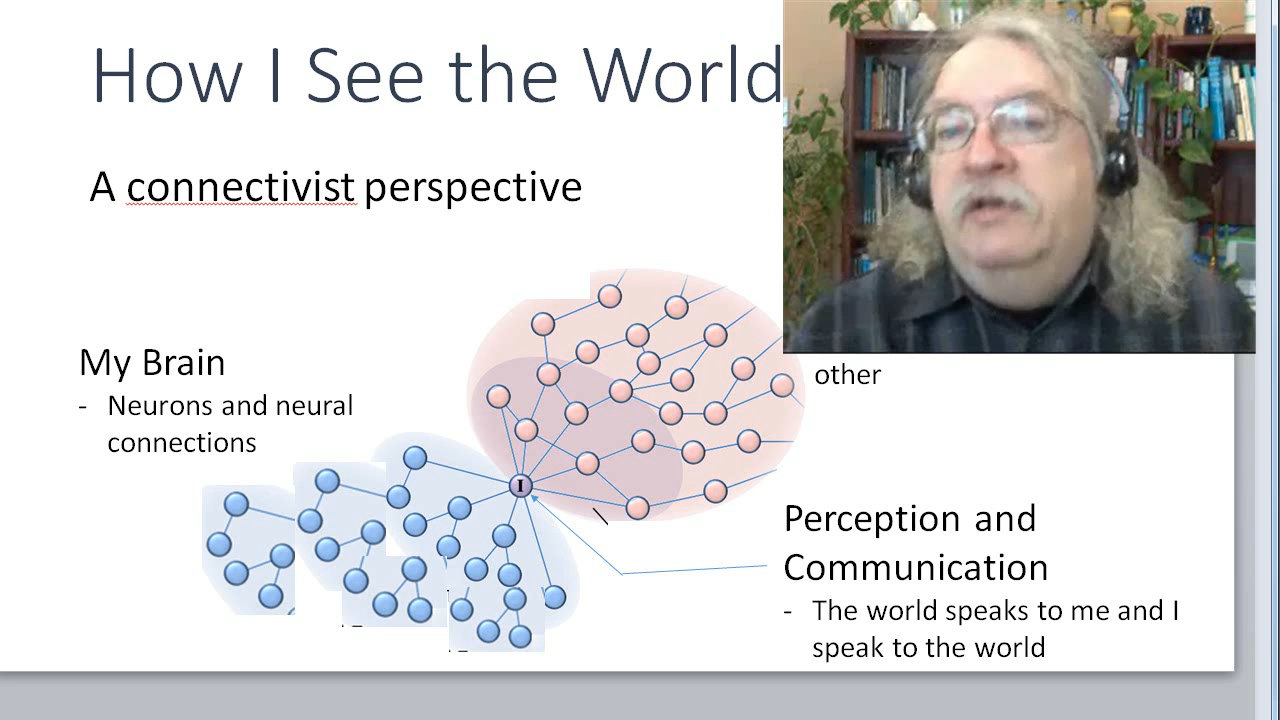 How I See the World
A connectivist perspective
My Brain
- Neurons and neural
connections
I
other
Perception and
Communication
- The world speaks to me and I
speak to the world